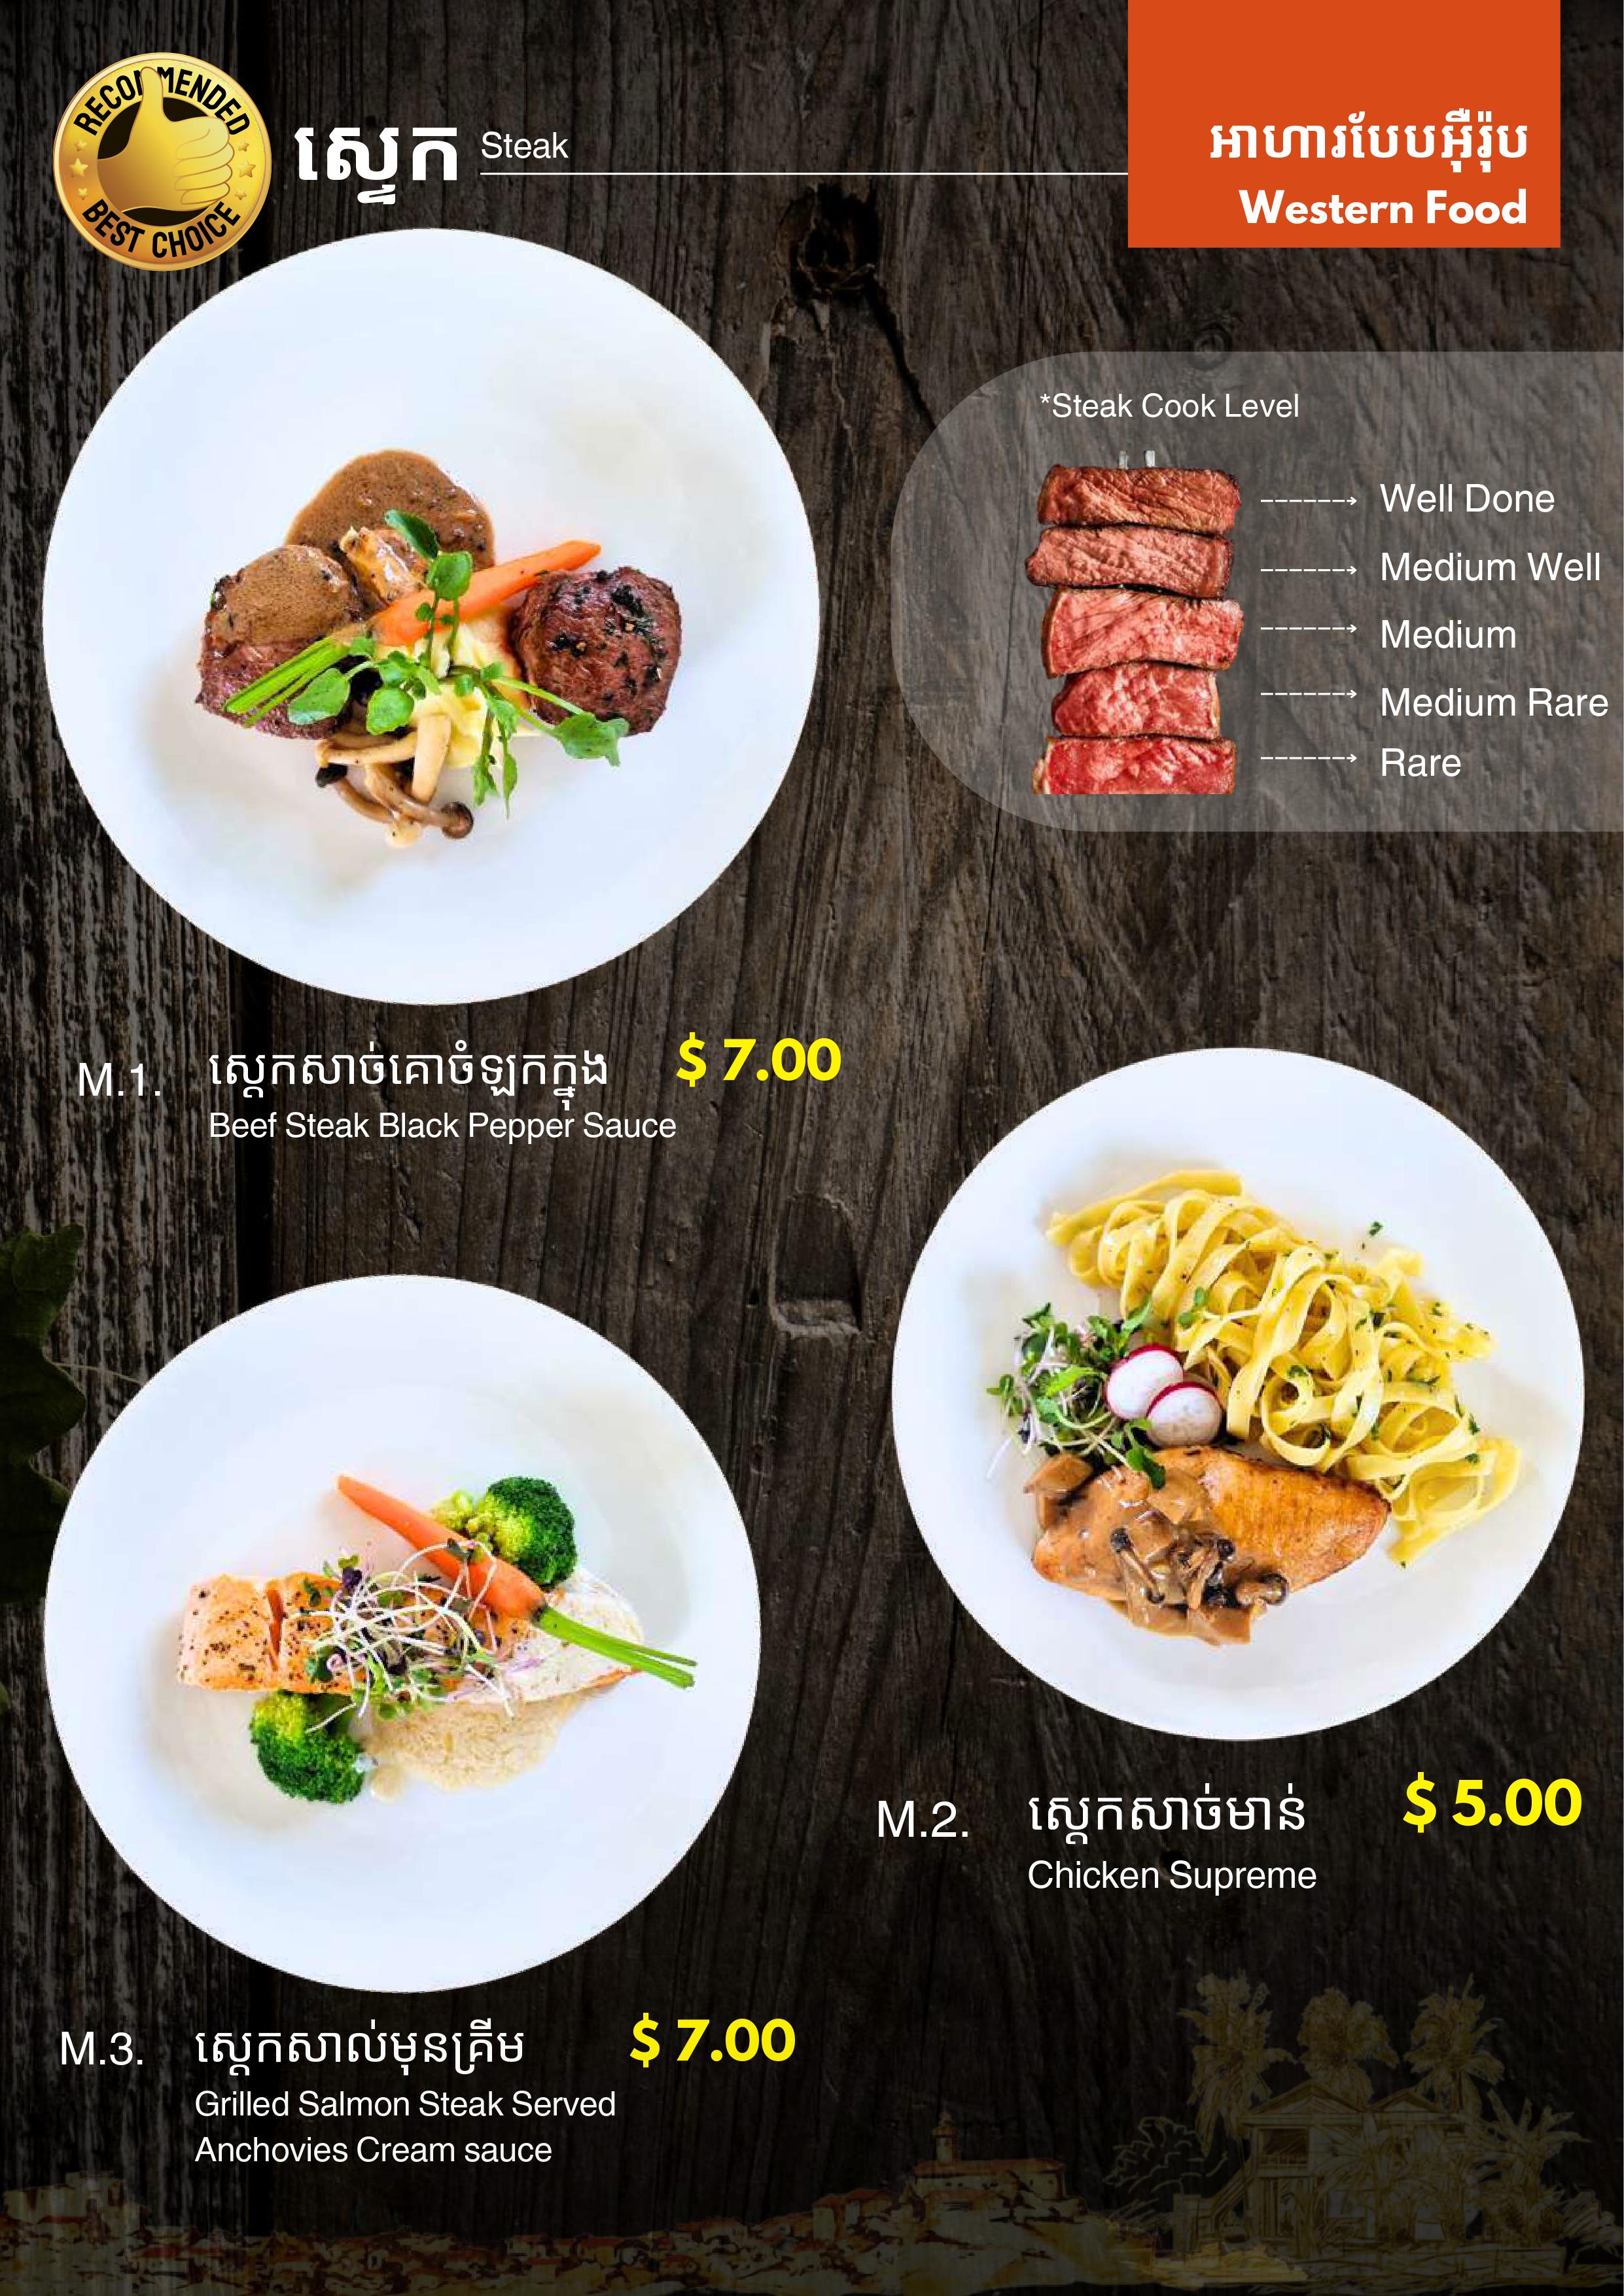 RECOMMENDED
BEST CHOICE
ស្ទេក Steak
អាហារបែបអ៊ឺរ៉ុប
Western Food
*Steak Cook Level
Well Done
Medium Well
Medium
Medium Rare
Rare
M.1. ស្តេកសាច់គោចំឡកក្នុង $ 7.00
Beef Steak Black Pepper Sauce
M.2. ស្តេកសាច់មាន់ $ 5.00
Chicken Supreme
M.3. ស្តេកសាល់មុនគ្រីម $ 7.00
Grilled Salmon Steak Served
Anchovies Cream sauce